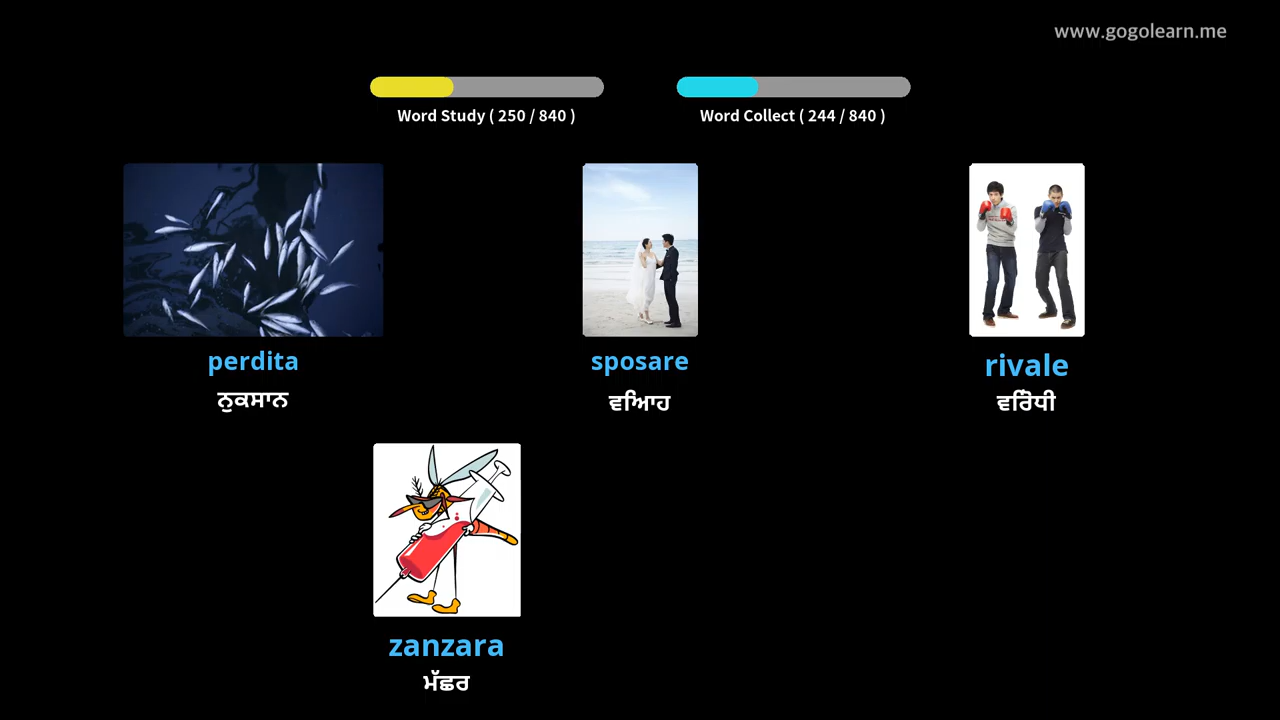 www.gogolearn.me
Word Study ( 250 / 840 )
Word Collect ( 244 / 840 )
perdita
sposare
rivale
ਨੁਕਸਾਨ
ਵਿਆਹ
ਵਿਰੋਧੀ
zanzara
ਮੱਛਰ